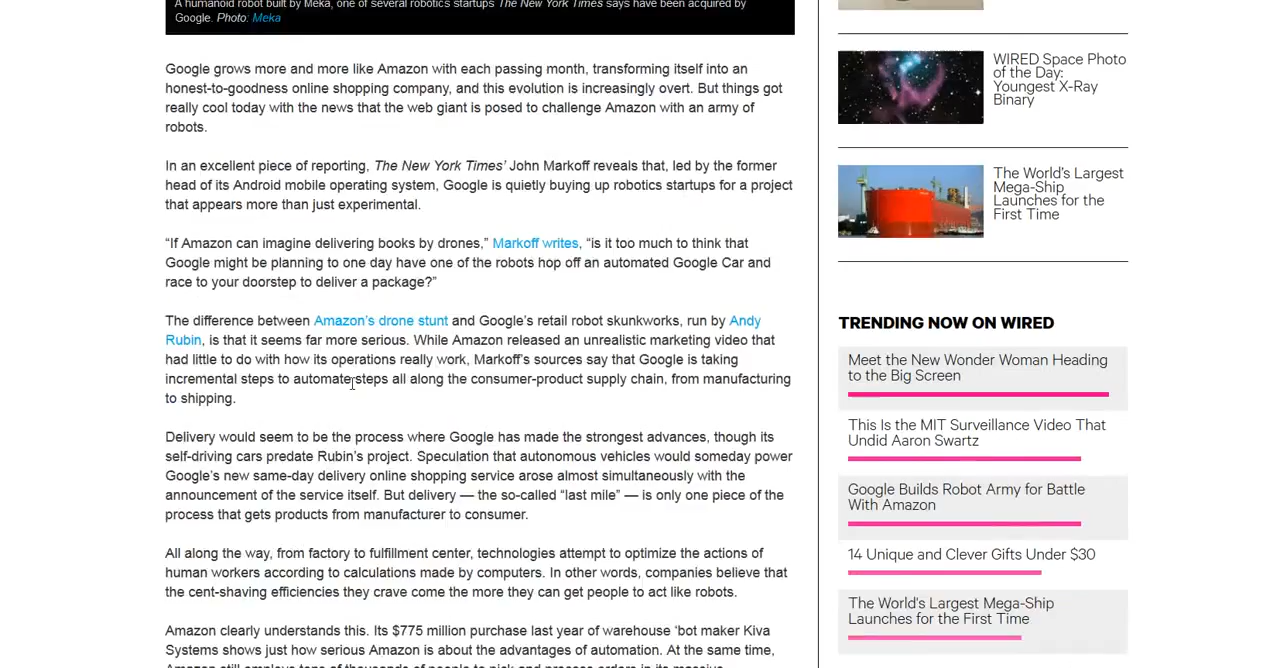 A humanoid robot built by Meka, one of several robotics startups The New York Times says have been acquired by
Google. Photo: Meka
Google grows more and more like Amazon with each passing month, transforming itself into an
honest-to-goodness online shopping company, and this evolution is increasingly overt. But things got
really cool today with the news that the web giant is posed to challenge Amazon with an army of
robots.
In an excellent piece of reporting, The New York Times’ John Markoff reveals that, led by the former
head of its Android mobile operating system, Google is quietly buying up robotics startups for a project
that appears more than just experimental.
“If Amazon can imagine delivering books by drones,” Markoff writes, “is it too much to think that
Google might be planning to one day have one of the robots hop off an automated Google Car and
race to your doorstep to deliver a package?”
The difference between Amazon’s drone stunt and Google’s retail robot skunkworks, run by Andy
Rubin, is that it seems far more serious. While Amazon released an unrealistic marketing video that
had little to do with how its operations really work, Markoff’s sources say that Google is taking
incremental steps to automate steps all along the consumer-product supply chain, from manufacturing
to shipping.
Delivery would seem to be the process where Google has made the strongest advances, though its
self-driving cars predate Rubin’s project. Speculation that autonomous vehicles would someday power
Google’s new same-day delivery online shopping service arose almost simultaneously with the
announcement of the service itself. But delivery — the so-called “last mile” — is only one piece of the
process that gets products from manufacturer to consumer.
All along the way, from factory to fulfillment center, technologies attempt to optimize the actions of
human workers according to calculations made by computers. In other words, companies believe that
the cent-shaving efficiencies they crave come the more they can get people to act like robots.
Amazon clearly understands this. Its $775 million purchase last year of warehouse ‘bot maker Kiva
Systems shows just how serious Amazon is about the advantages of automation. At the same time,
Amazon still employs tens of thousands of people to pick and process orders in its massive
WIRED Space Photo
of the Day:
Youngest X-Ray
Binary
The World’s Largest
Mega-Ship
Launches for the
First Time
TRENDING NOW ON WIRED
Meet the New Wonder Woman Heading
to the Big Screen
This Is the MIT Surveillance Video That
Undid Aaron Swartz
Google Builds Robot Army for Battle
With Amazon
14 Unique and Clever Gifts Under $30
The World's Largest Mega-Ship
Launches for the First Time